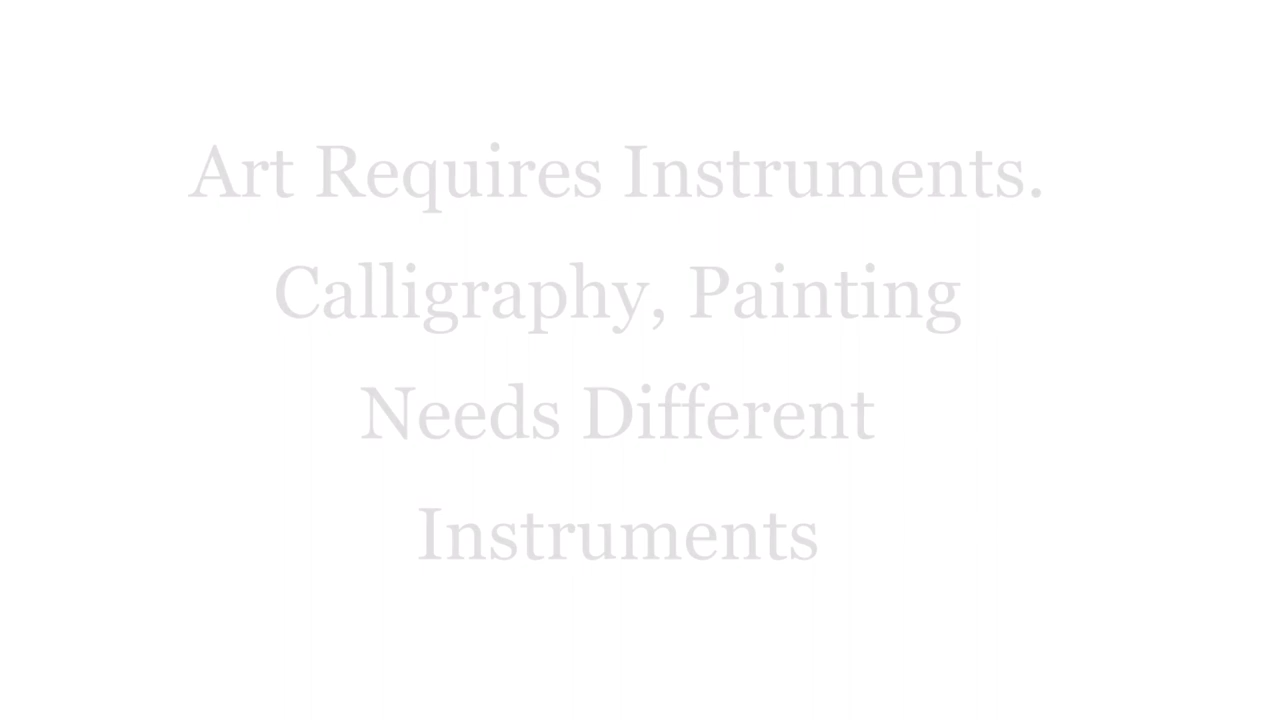 Art Requires Instruments.
Calligraphy, Painting
Needs Different
Instruments